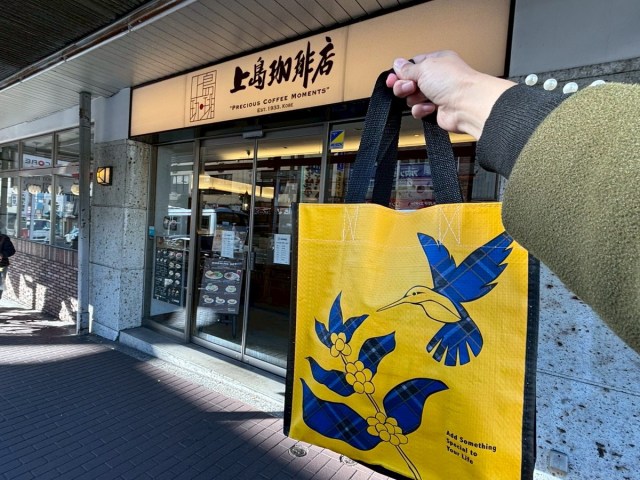 上島珈琲店
"PRECIOUS COFFEE MOMENTS"
EST. 1933, KOBE
Add Something
Special to
Your Life